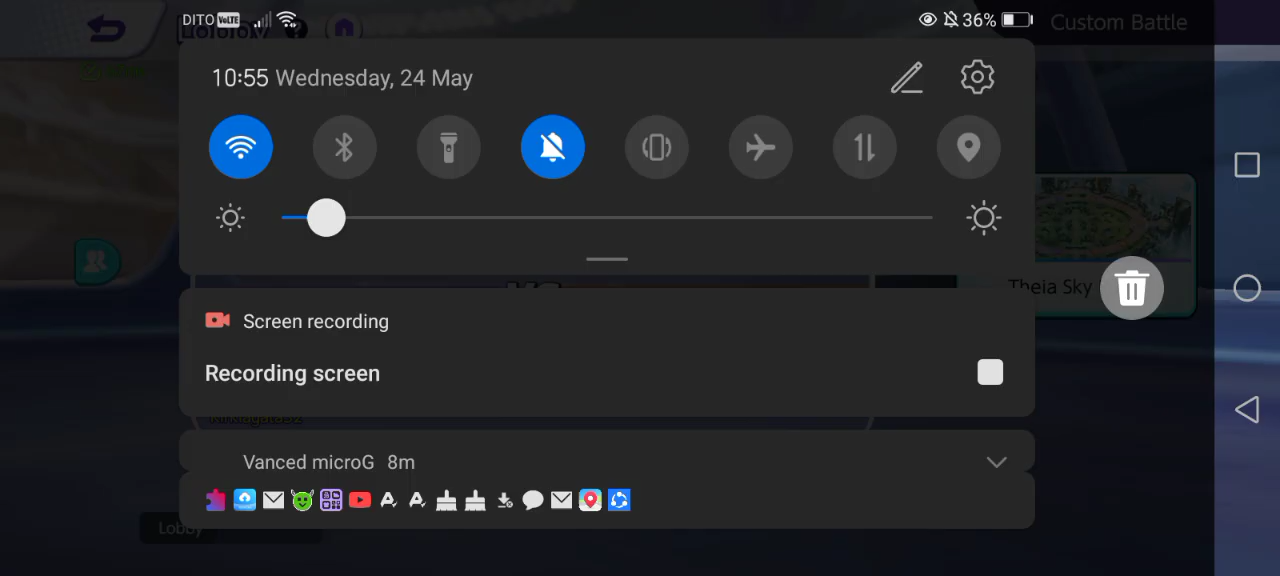 DITO VoLTE
36%
Custom Battle
10:55 Wednesday, 24 May
Theia Sky
Screen recording
Recording screen
Vanced microG 8m
Lobby